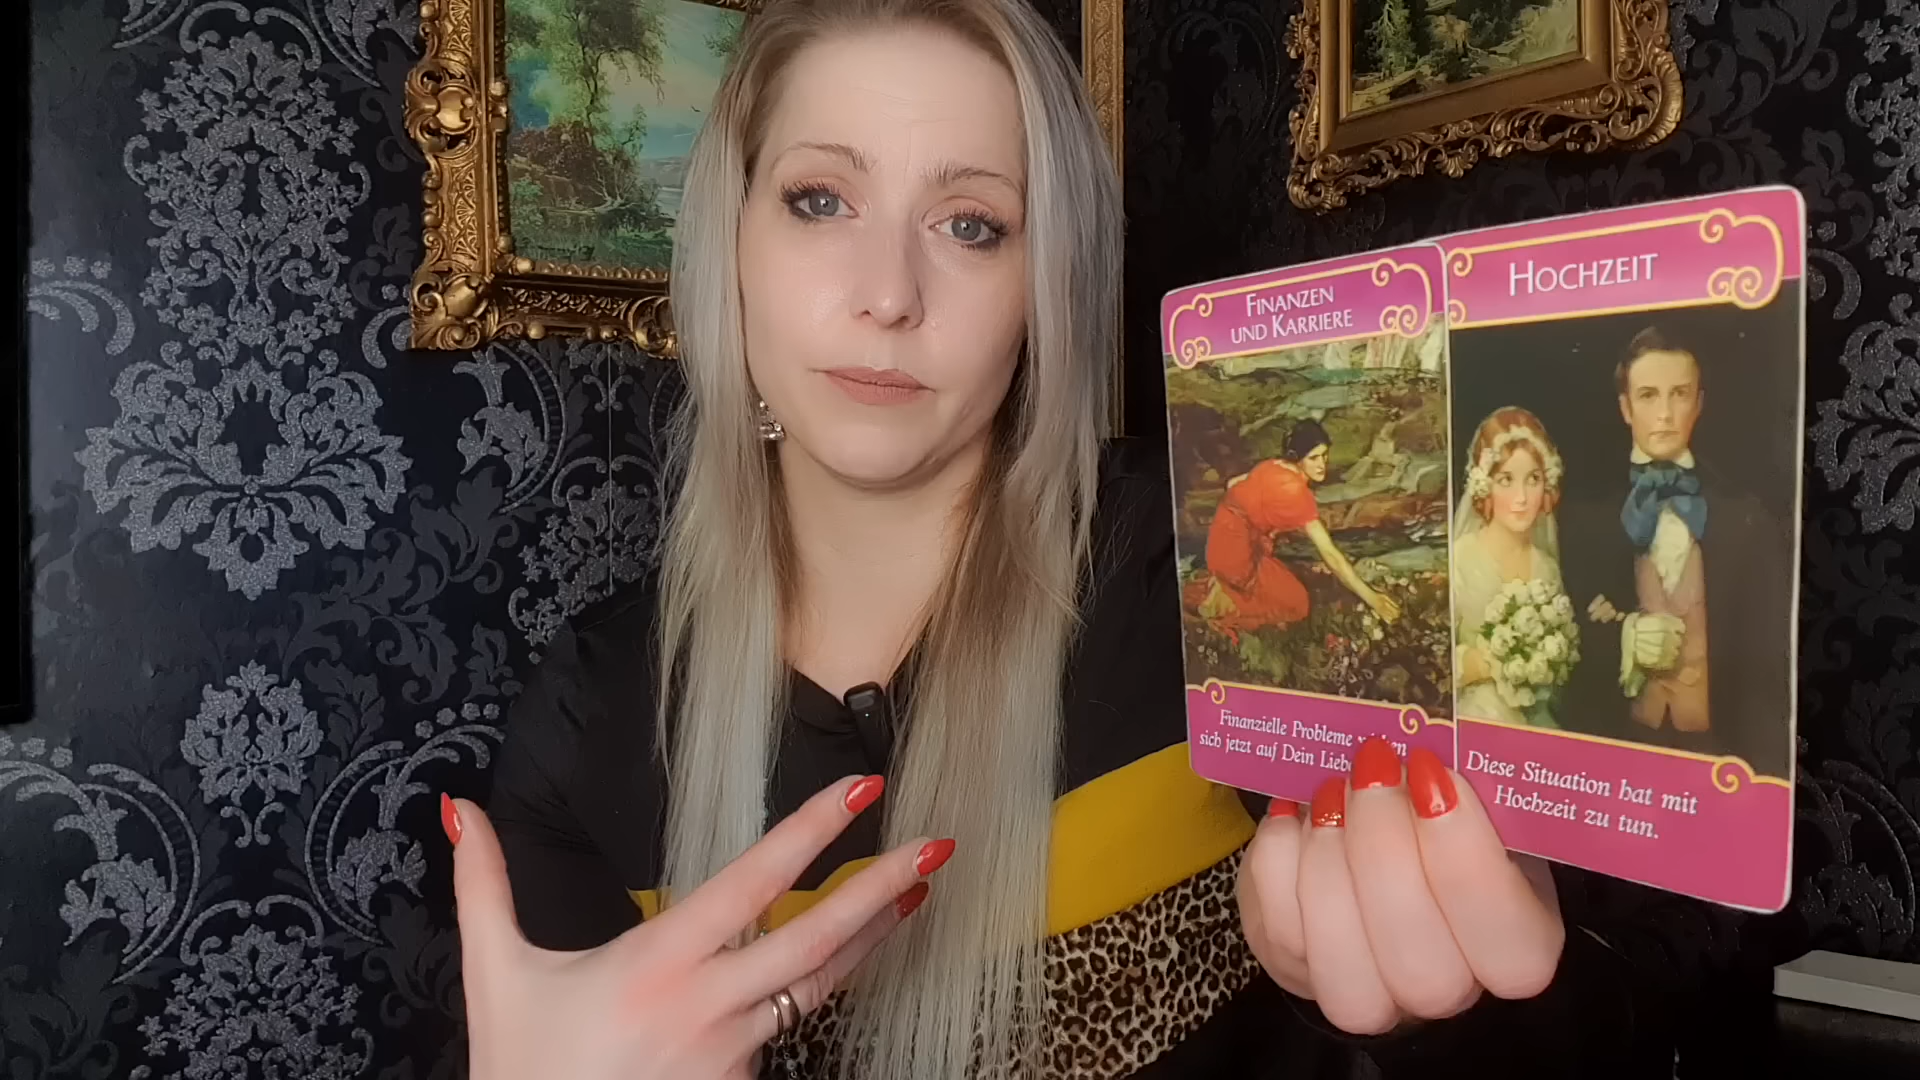 FINANZEN
UND KARRIERE
Finanzielle Probleme
sich jetzt auf Dein
HOCHZEIT
Diese Situation hat mit
Hochzeit zu tun.